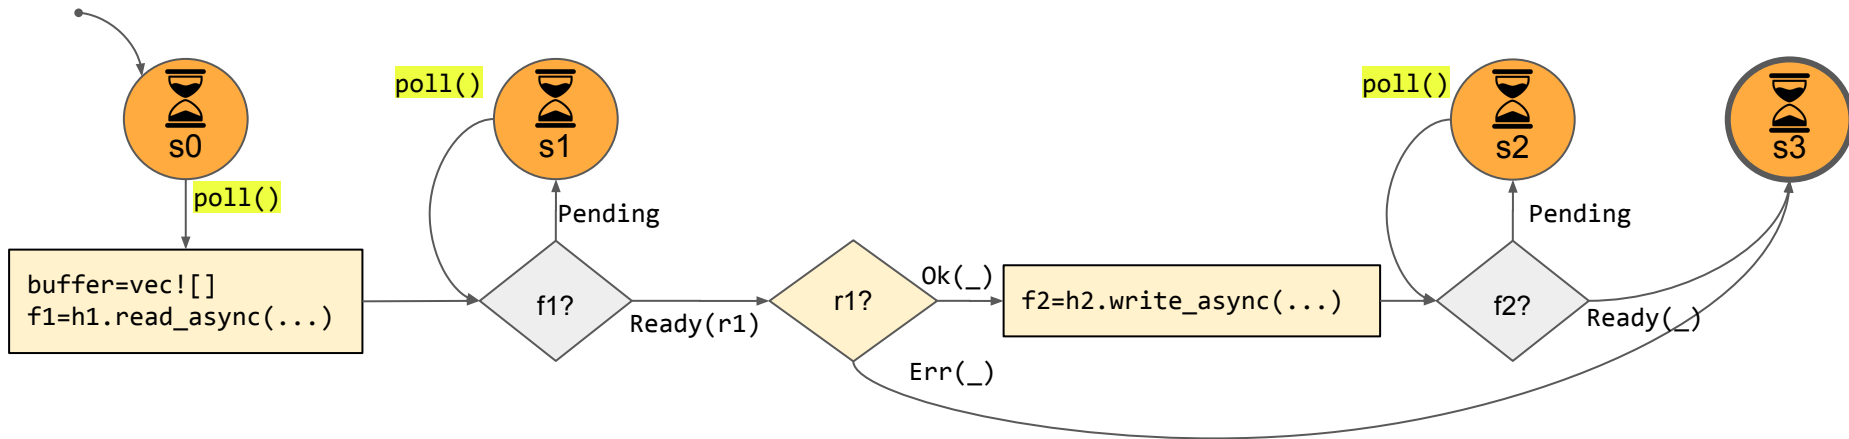 s0
poll()
buffer=vec![]
f1=h1.read_async(...)
poll()
s1
Pending
f1?
Ready(r1)
r1?
Ok(_)
Err(_)
f2=h2.write_async(...)
poll()
s2
Pending
f2?
Ready(_)
s3